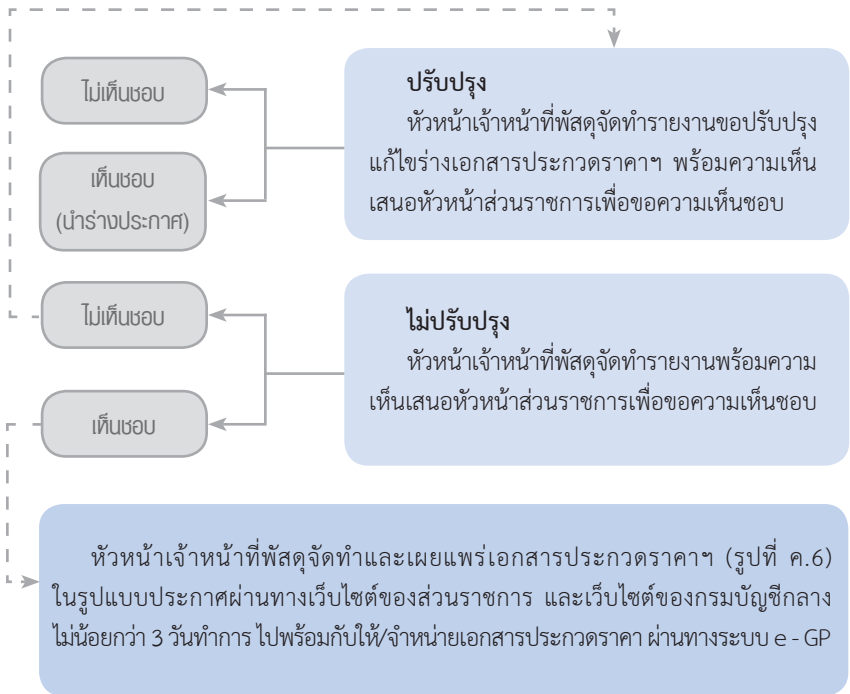 ไม่เห็นชอบ
เห็นชอบ
(นำร่างประกาศ)
ปรับปรุง
หัวหน้าเจ้าหน้าที่พัสดุจัดทำรายงานขอปรับปรุง
แก้ไขร่างเอกสารประกวดราคาฯ พร้อมความเห็น
เสนอหัวหน้าส่วนราชการเพื่อขอความเห็นชอบ
ไม่เห็นชอบ
เห็นชอบ
ไม่ปรับปรุง
หัวหน้าเจ้าหน้าที่พัสดุจัดทำรายงานพร้อมความ
เห็นเสนอหัวหน้าส่วนราชการเพื่อขอความเห็นชอบ
หัวหน้าเจ้าหน้าที่พัสดุจัดทำและเผยแพร่เอกสารประกวดราคาฯ (รูปที่ ค.6)
ในรูปแบบประกาศผ่านทางเว็บไซต์ของส่วนราชการ และเว็บไซต์ของกรมบัญชีกลาง
ไม่น้อยกว่า 3 วันทำการ ไปพร้อมกับให้/จำหน่ายเอกสารประกวดราคา ผ่านทางระบบ e - GP